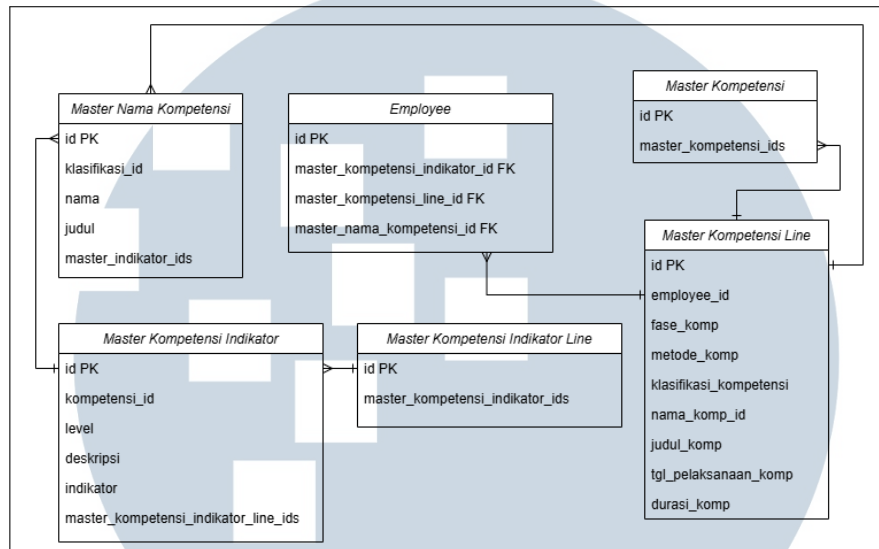 Master Nama Kompetensi
id PK
klasifikasi_id
nama
judul
master_indikator_ids
Employee
id PK
master_kompetensi_indikator_id FK
master_kompetensi_line_id FK
master_nama_kompetensi_id FK
Master Kompetensi
id PK
master_kompetensi_ids
Master Kompetensi Line
id PK
employee_id
fase_komp
metode_komp
klasifikasi_kompetensi
nama_komp_id
judul_komp
tgl_pelaksanaan_komp
durasi_komp
Master Kompetensi Indikator
id PK
kompetensi_id
level
deskripsi
indikator
master_kompetensi_indikator_line_ids
Master Kompetensi Indikator Line
id PK
master_kompetensi_indikator_ids